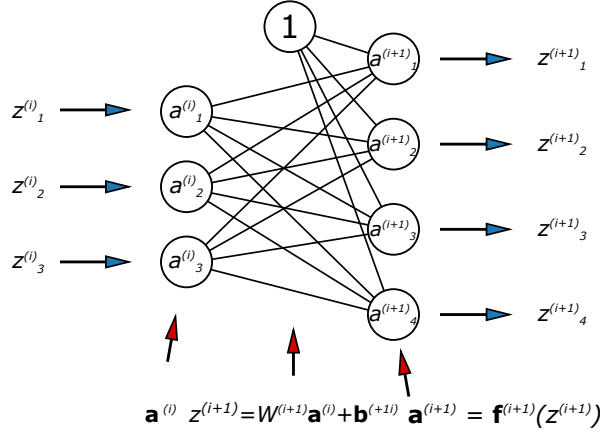 1
a⁽ⁱ⁺¹⁾₁ z⁽ⁱ⁺¹⁾₁
z⁽ⁱ⁾₁ a⁽ⁱ⁾₁
a⁽ⁱ⁺¹⁾₂ z⁽ⁱ⁺¹⁾₂
z⁽ⁱ⁾₂ a⁽ⁱ⁾₂
a⁽ⁱ⁺¹⁾₃ z⁽ⁱ⁺¹⁾₃
z⁽ⁱ⁾₃ a⁽ⁱ⁾₃
a⁽ⁱ⁺¹⁾₄ z⁽ⁱ⁺¹⁾₄
a⁽ⁱ⁾ z⁽ⁱ⁺¹⁾=W⁽ⁱ⁺¹⁾a⁽ⁱ⁾+b⁽⁺¹ⁱ⁾ a⁽ⁱ⁺¹⁾ = f⁽ⁱ⁺¹⁾(z⁽ⁱ⁺¹⁾)